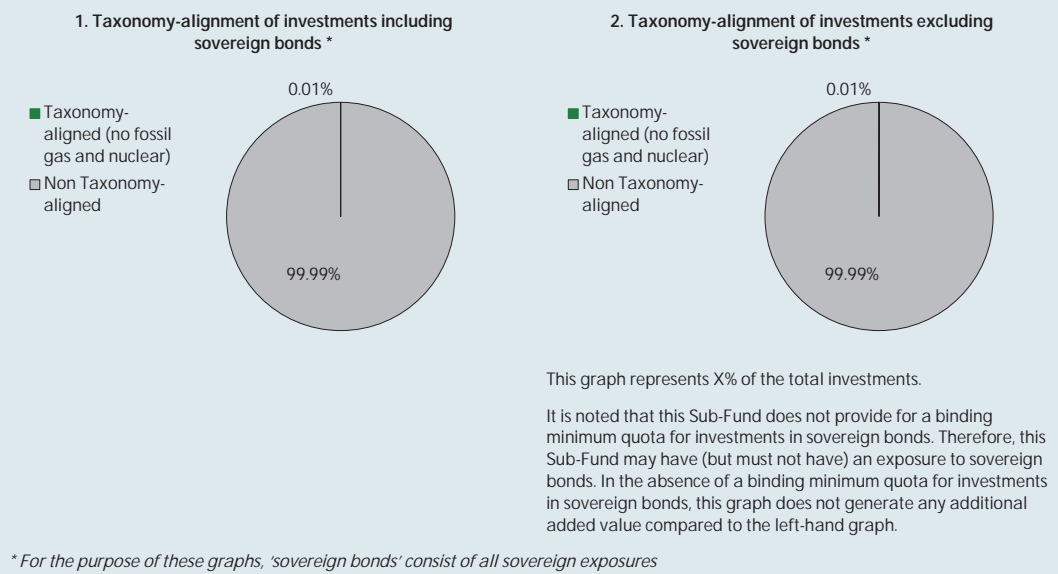 1. Taxonomy-alignment of investments including
sovereign bonds *
0.01%
Taxonomy-
aligned (no fossil
gas and nuclear)
Non Taxonomy-
aligned
99.99%
2. Taxonomy-alignment of investments excluding
sovereign bonds *
0.01%
Taxonomy-
aligned (no fossil
gas and nuclear)
Non Taxonomy-
aligned
99.99%
This graph represents X% of the total investments.
It is noted that this Sub-Fund does not provide for a binding
minimum quota for investments in sovereign bonds. Therefore, this
Sub-Fund may have (but must not have) an exposure to sovereign
bonds. In the absence of a binding minimum quota for investments
in sovereign bonds, this graph does not generate any additional
added value compared to the left-hand graph.
* For the purpose of these graphs, ‘sovereign bonds’ consist of all sovereign exposures